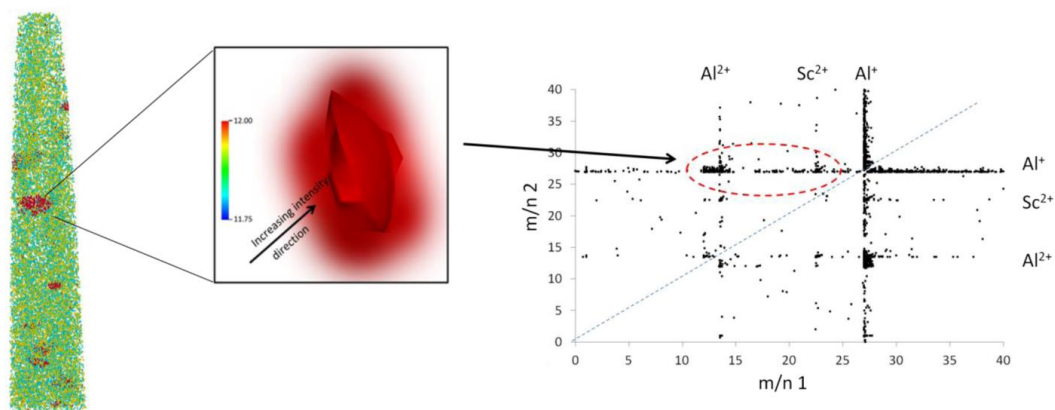 12.00
11.75
Increasing intensity
direction
Al²⁺ Sc²⁺ Al⁺
40
35
30
25
20
15
10
5
0
m/n 2
Al⁺
Sc²⁺
Al²⁺
0 5 10 15 20 25 30 35 40
m/n 1